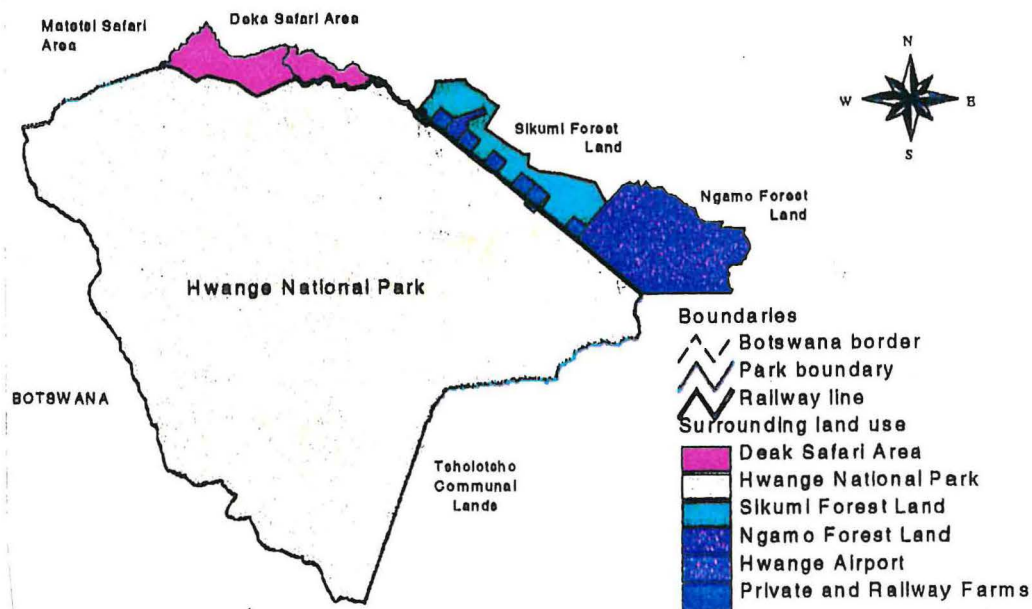 Matetsi Safari
Area
Deka Safari Area
N
W
E
S
Sikumi Forest
Land
Ngamo Forest
Land
Hwange National Park
BOTSWANA
Tsholotsho
Communal
Lands
Boundaries
Botswana border
Park boundary
Railway line
Surrounding land use
Deak Safari Area
Hwange National Park
Sikumi Forest Land
Ngamo Forest Land
Hwange Airport
Private and Railway Farms